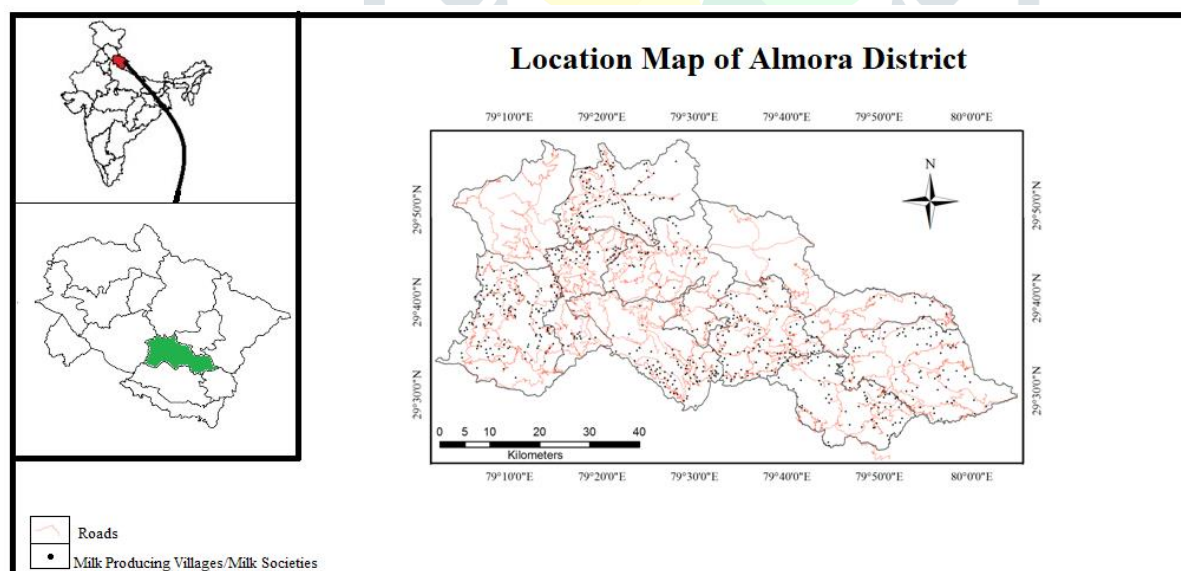 Location Map of Almora District
79°10'0"E 79°20'0"E 79°30'0"E 79°40'0"E 79°50'0"E 80°0'0"E
N
29°50'0"N 29°50'0"N
29°40'0"N 29°40'0"N
29°30'0"N 29°30'0"N
0 5 10 20 30 40
Kilometers
79°10'0"E 79°20'0"E 79°30'0"E 79°40'0"E 79°50'0"E 80°0'0"E
Roads
Milk Producing Villages/Milk Societies